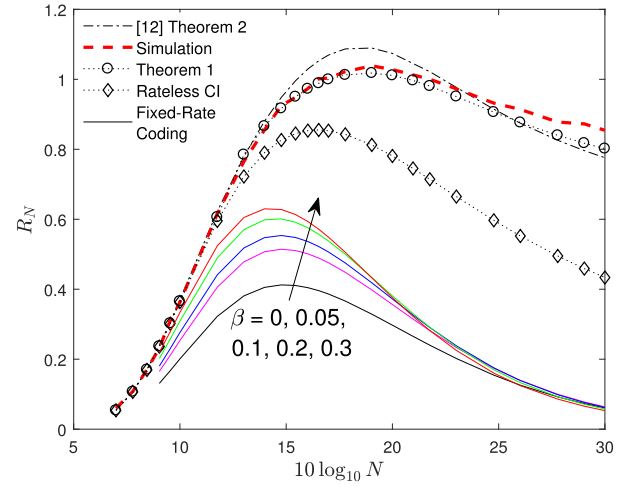 1.2
1
0.8
0.6
0.4
0.2
0
R_N
[12] Theorem 2
Simulation
Theorem 1
Rateless CI
Fixed-Rate
Coding
β = 0, 0.05,
0.1, 0.2, 0.3
5 10 15 20 25 30
10 log₁₀ N